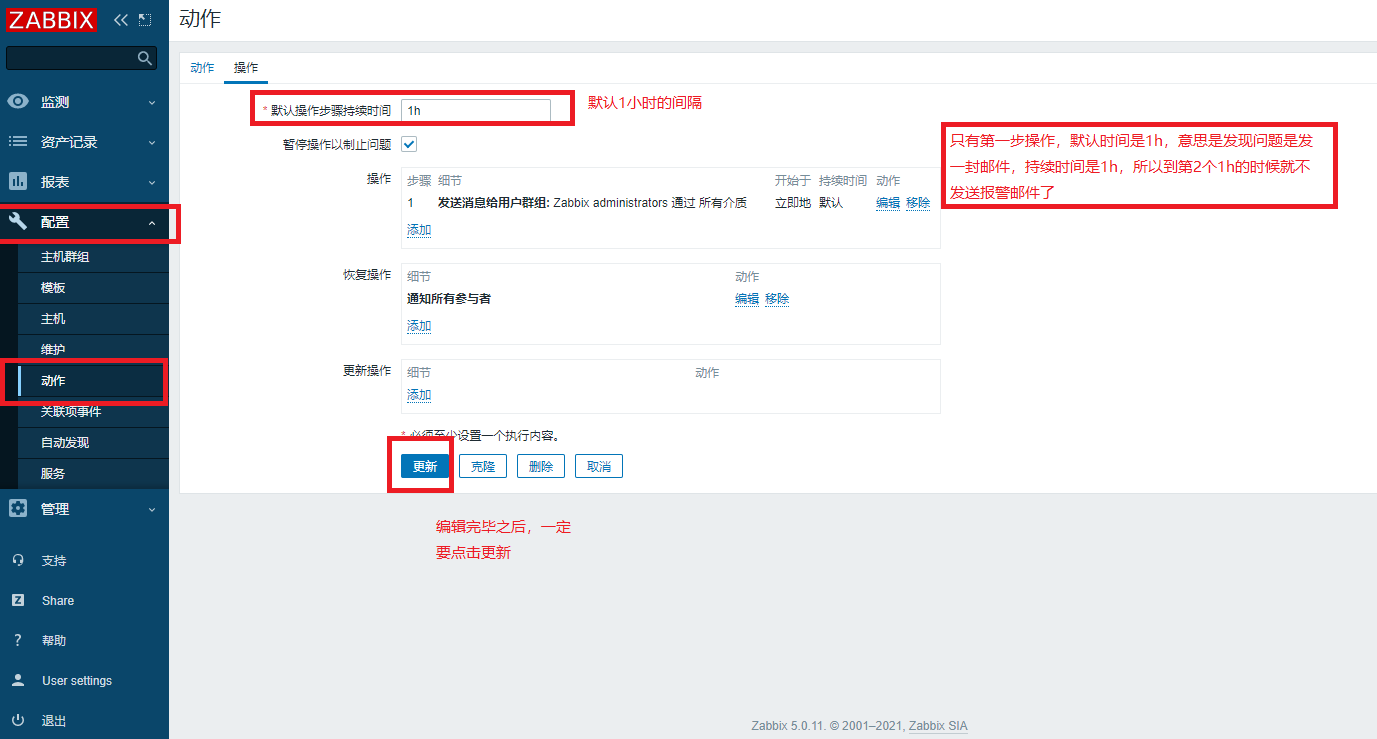 ZABBIX
动作
监测
资产记录
报表
配置
主机群组
模板
主机
维护
动作
关联项事件
自动发现
服务
管理
支持
Share
帮助
User settings
退出
动作 操作
* 默认操作步骤持续时间 1h
默认1小时的间隔
暂停操作以制止问题
只有第一步操作，默认时间是1h，意思是发现问题是发
一封邮件，持续时间是1h，所以到第2个1h的时候就不
发送报警邮件了
操作 步骤 细节 开始于 持续时间 动作
1 发送消息给用户群组: Zabbix administrators 通过 所有介质 立即地 默认 编辑 移除
添加
恢复操作 细节 动作
通知所有参与者 编辑 移除
添加
更新操作 细节 动作
添加
* 必须至少设置一个执行内容。
更新 克隆 删除 取消
编辑完毕之后，一定
要点击更新
Zabbix 5.0.11. © 2001–2021, Zabbix SIA